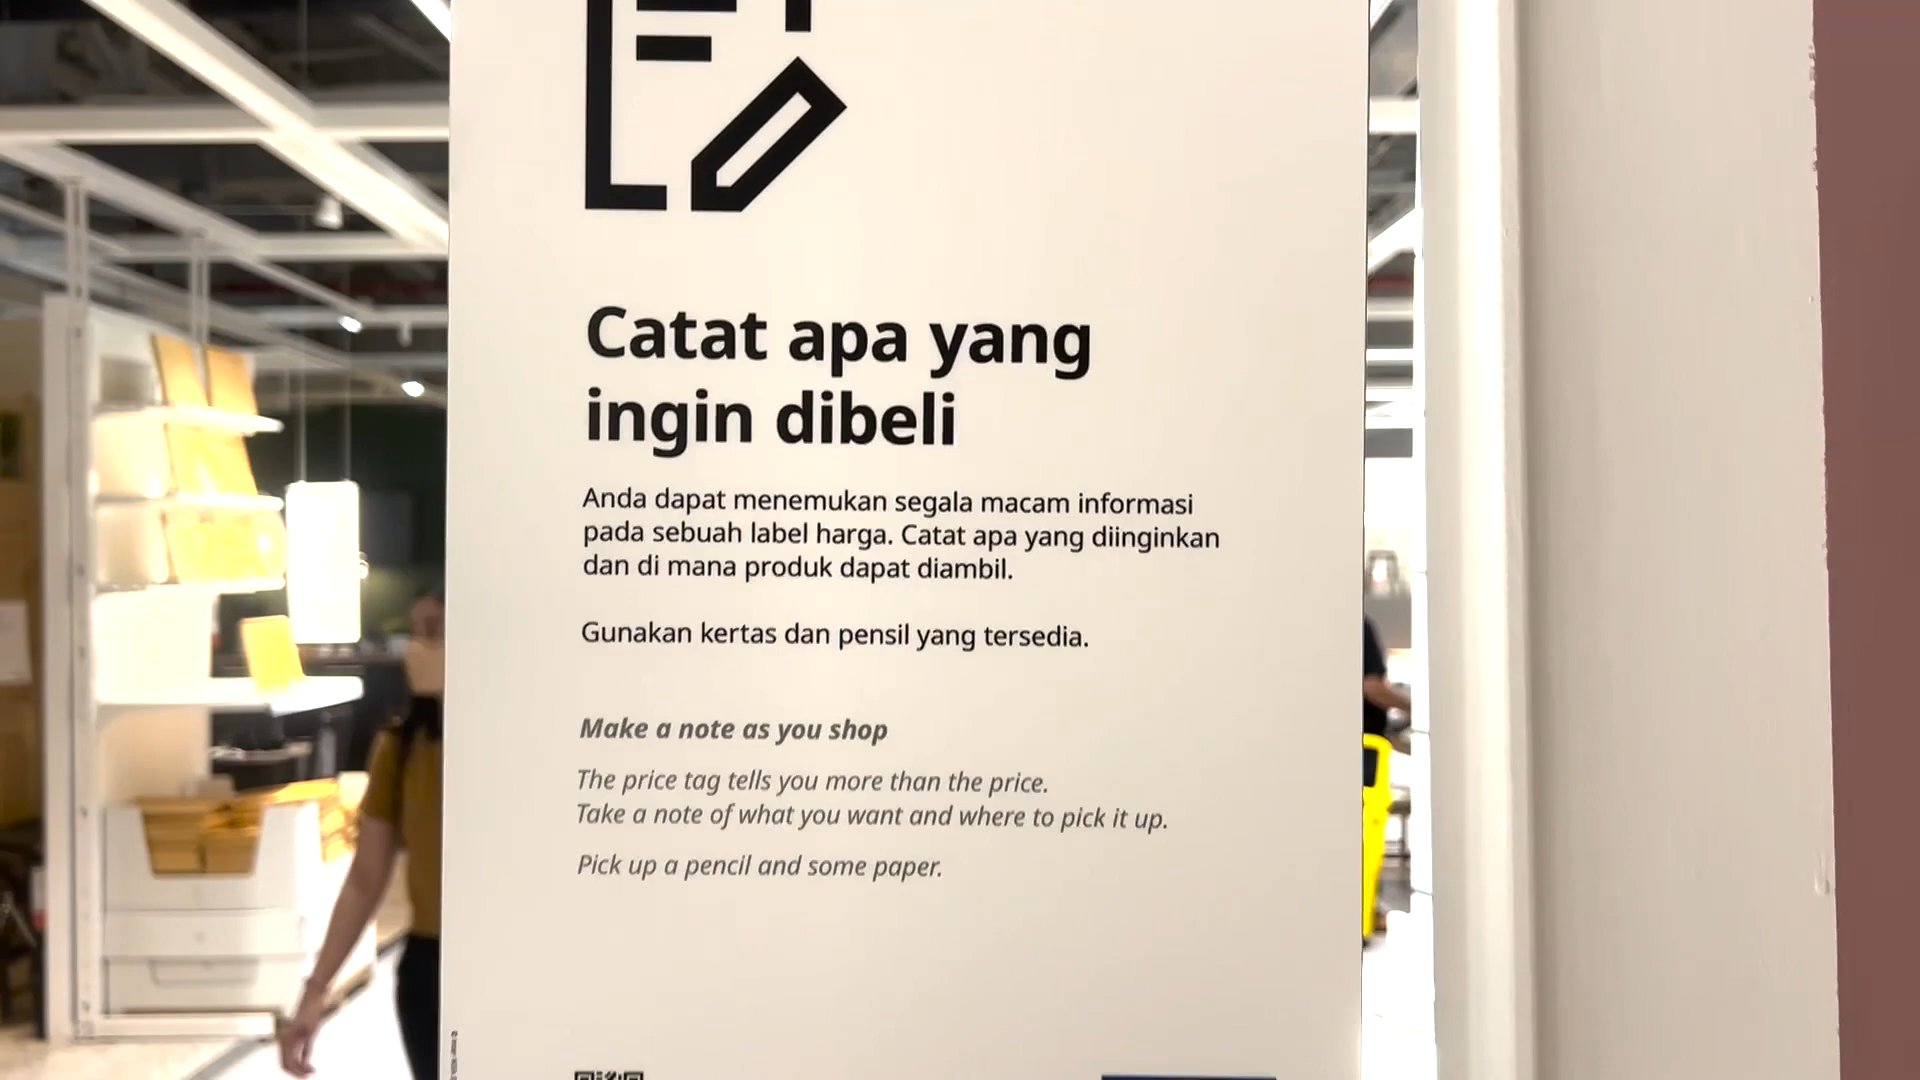 Catat apa yang
ingin dibeli
Anda dapat menemukan segala macam informasi
pada sebuah label harga. Catat apa yang diinginkan
dan di mana produk dapat diambil.
Gunakan kertas dan pensil yang tersedia.
Make a note as you shop
The price tag tells you more than the price.
Take a note of what you want and where to pick it up.
Pick up a pencil and some paper.